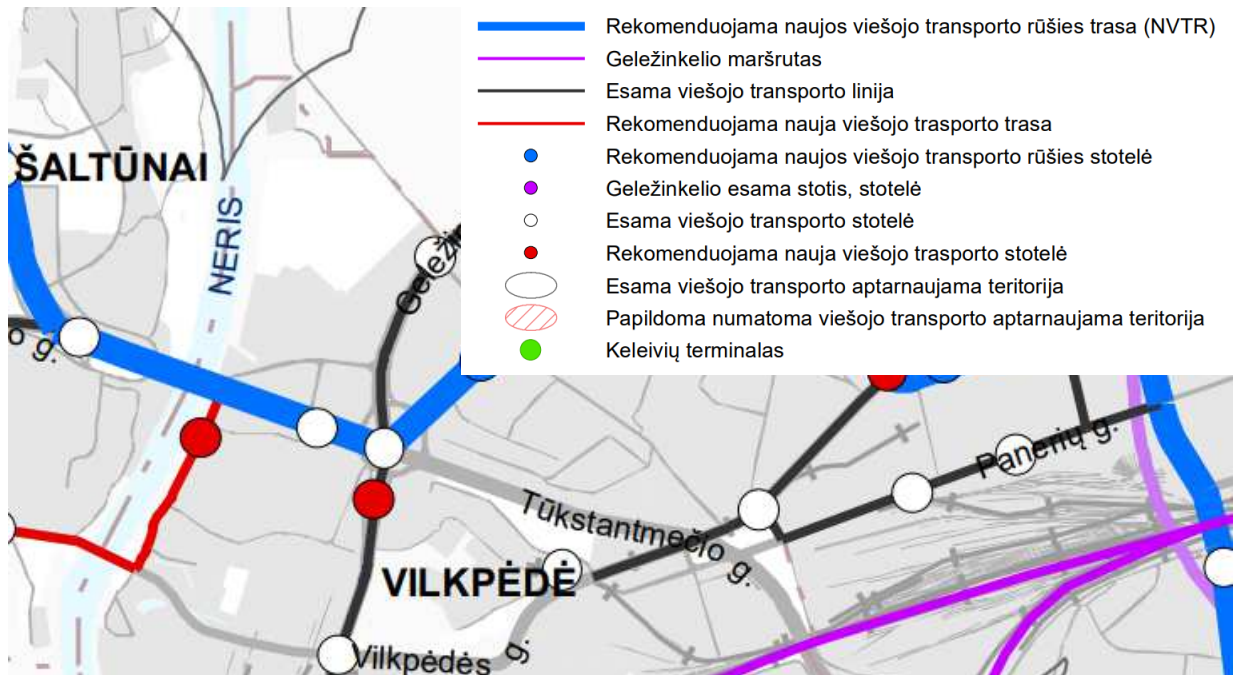 Rekomenduojama naujos viešojo transporto rūšies trasa (NVTR)
Geležinkelio maršrutas
Esama viešojo transporto linija
Rekomenduojama nauja viešojo trasporto trasa
Rekomenduojama naujos viešojo transporto rūšies stotelė
Geležinkelio esama stotis, stotelė
Esama viešojo transporto stotelė
Rekomenduojama nauja viešojo trasporto stotelė
Esama viešojo transporto aptarnaujama teritorija
Papildoma numatoma viešojo transporto aptarnaujama teritorija
Keleivių terminalas
ŠALTŪNAI
NERIS
Geležin
o g.
Panerių g.
Tūkstantmečio g.
VILKPĖDĖ
Vilkpėdės g.